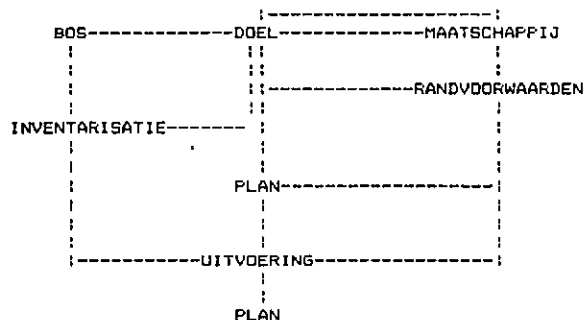 BOS DOEL MAATSCHAPPIJ
RANDVOORWAARDEN
INVENTARISATIE
PLAN
UITVOERING
PLAN